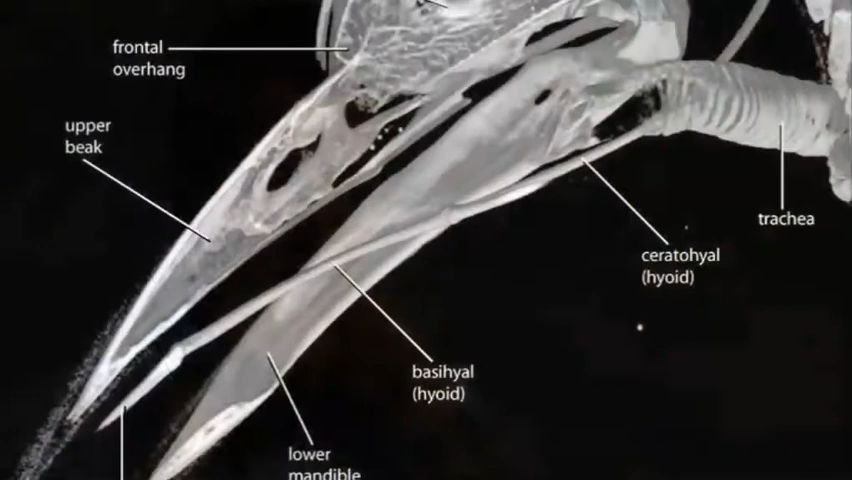 frontal
overhang
upper
beak
trachea
ceratohyal
(hyoid)
basihyal
(hyoid)
lower
mandible